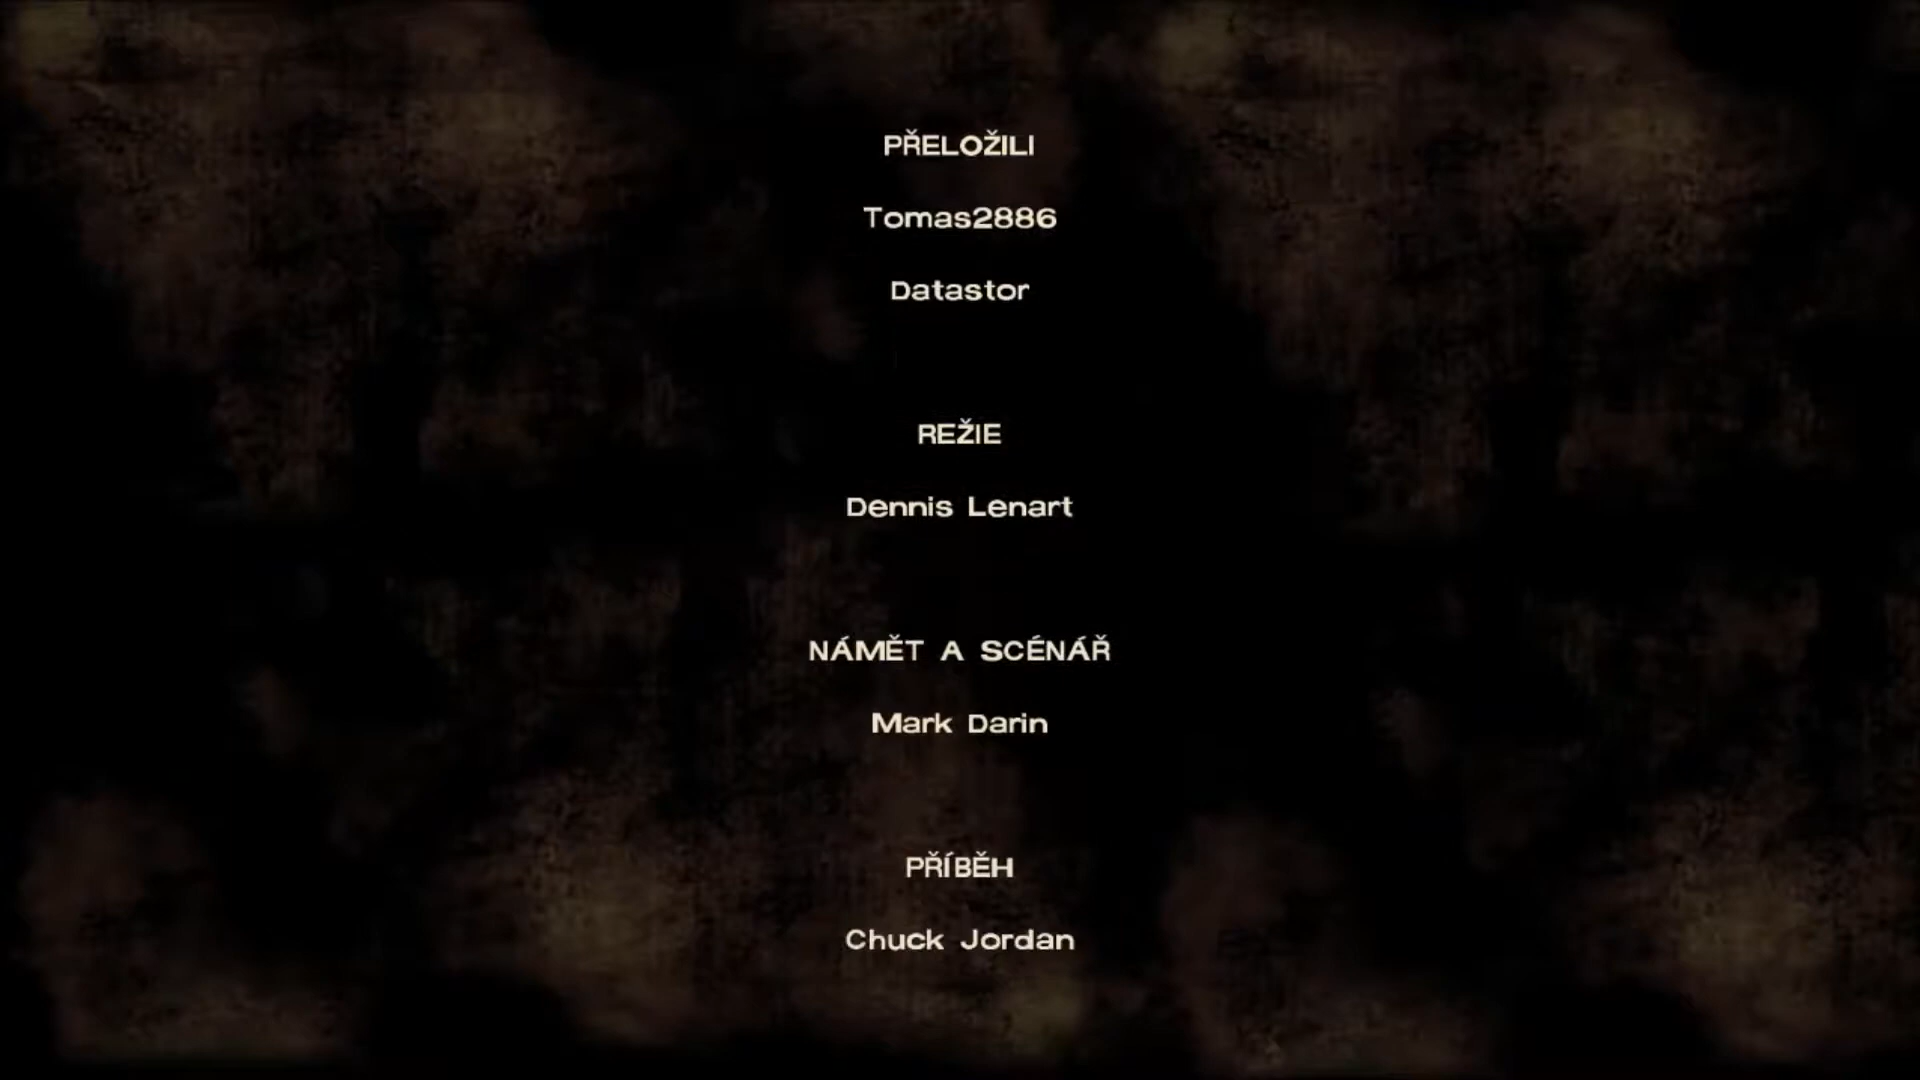 PŘELOŽILI
Tomas2886
Datastor
REŽIE
Dennis Lenart
NÁMĚT A SCÉNÁŘ
Mark Darin
PŘÍBĚH
Chuck Jordan